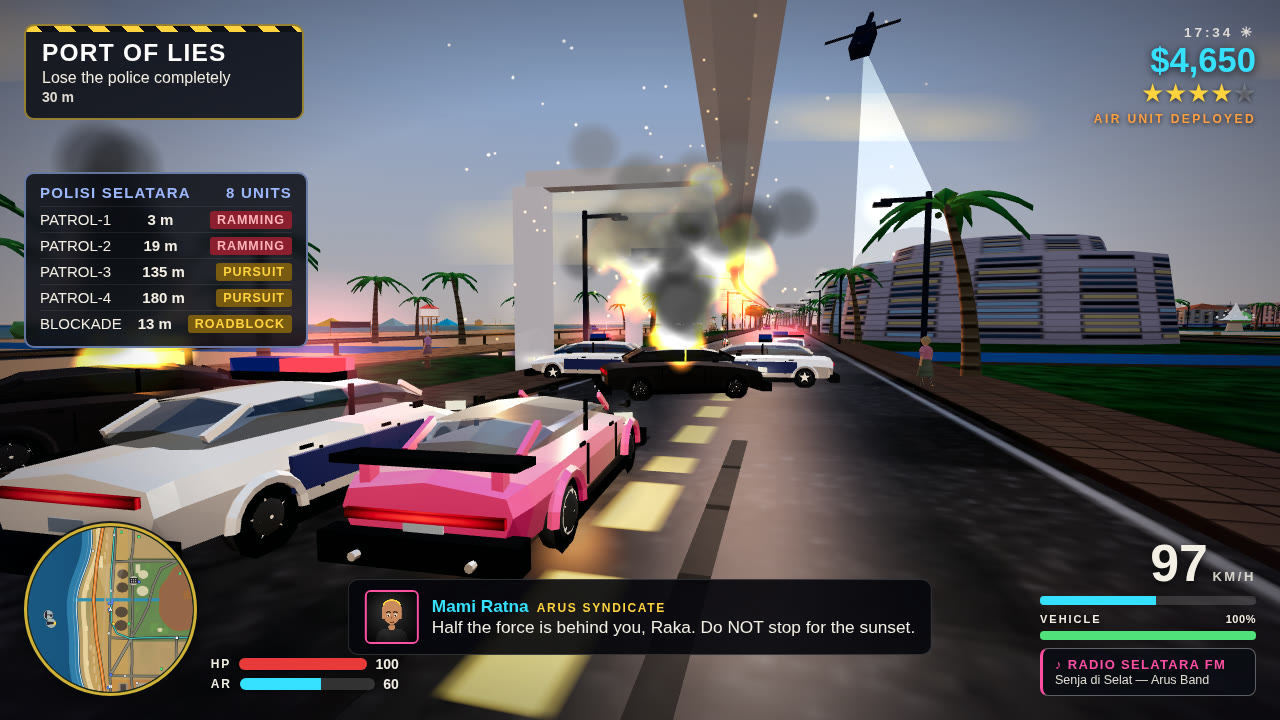 PORT OF LIES
Lose the police completely
30 m
17:34 ☀
$4,650
★★★★★
AIR UNIT DEPLOYED
POLISI SELATARA 8 UNITS
PATROL-1 3 m RAMMING
PATROL-2 19 m RAMMING
PATROL-3 135 m PURSUIT
PATROL-4 180 m PURSUIT
BLOCKADE 13 m ROADBLOCK
Mami Ratna ARUS SYNDICATE
Half the force is behind you, Raka. Do NOT stop for the sunset.
HP 100
AR 60
97 KM/H
VEHICLE 100%
♪ RADIO SELATARA FM
Senja di Selat — Arus Band